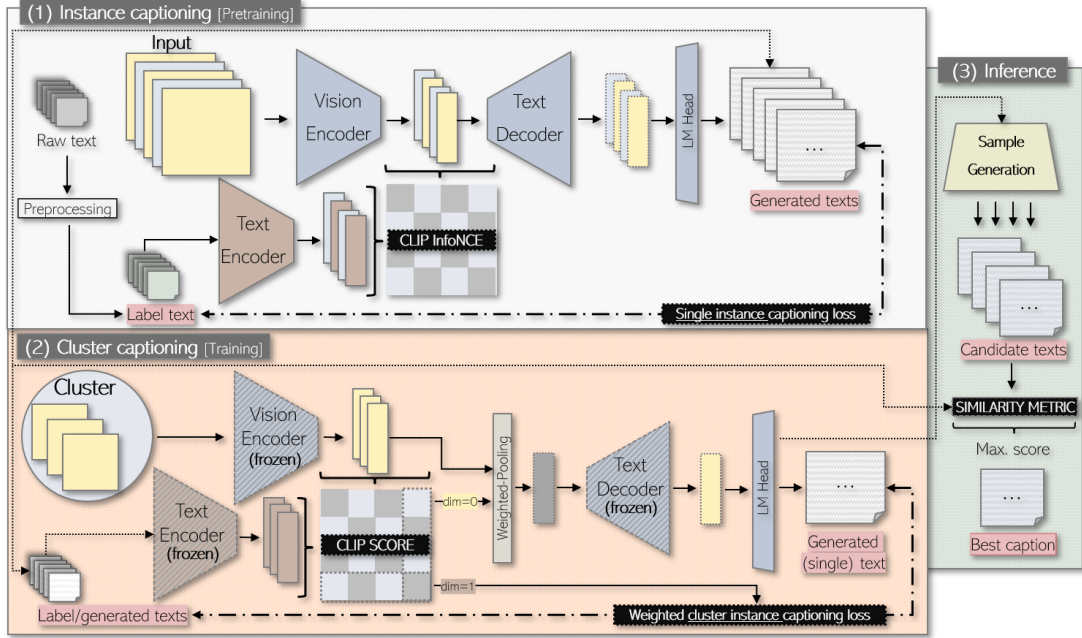 (1) Instance captioning [Pretraining]
Input
Raw text
Preprocessing
Label text
Vision
Encoder
Text
Encoder
CLIP InfoNCE
Text
Decoder
LM Head
...
Generated texts
Single instance captioning loss
(2) Cluster captioning [Training]
Cluster
Vision
Encoder
(frozen)
Text
Encoder
(frozen)
Label/generated texts
CLIP SCORE
dim=0
dim=1
Weighted-Pooling
Text
Decoder
(frozen)
LM Head
...
Generated
(single) text
Weighted cluster instance captioning loss
(3) Inference
Sample
Generation
...
Candidate texts
SIMILARITY METRIC
Max. score
...
Best caption